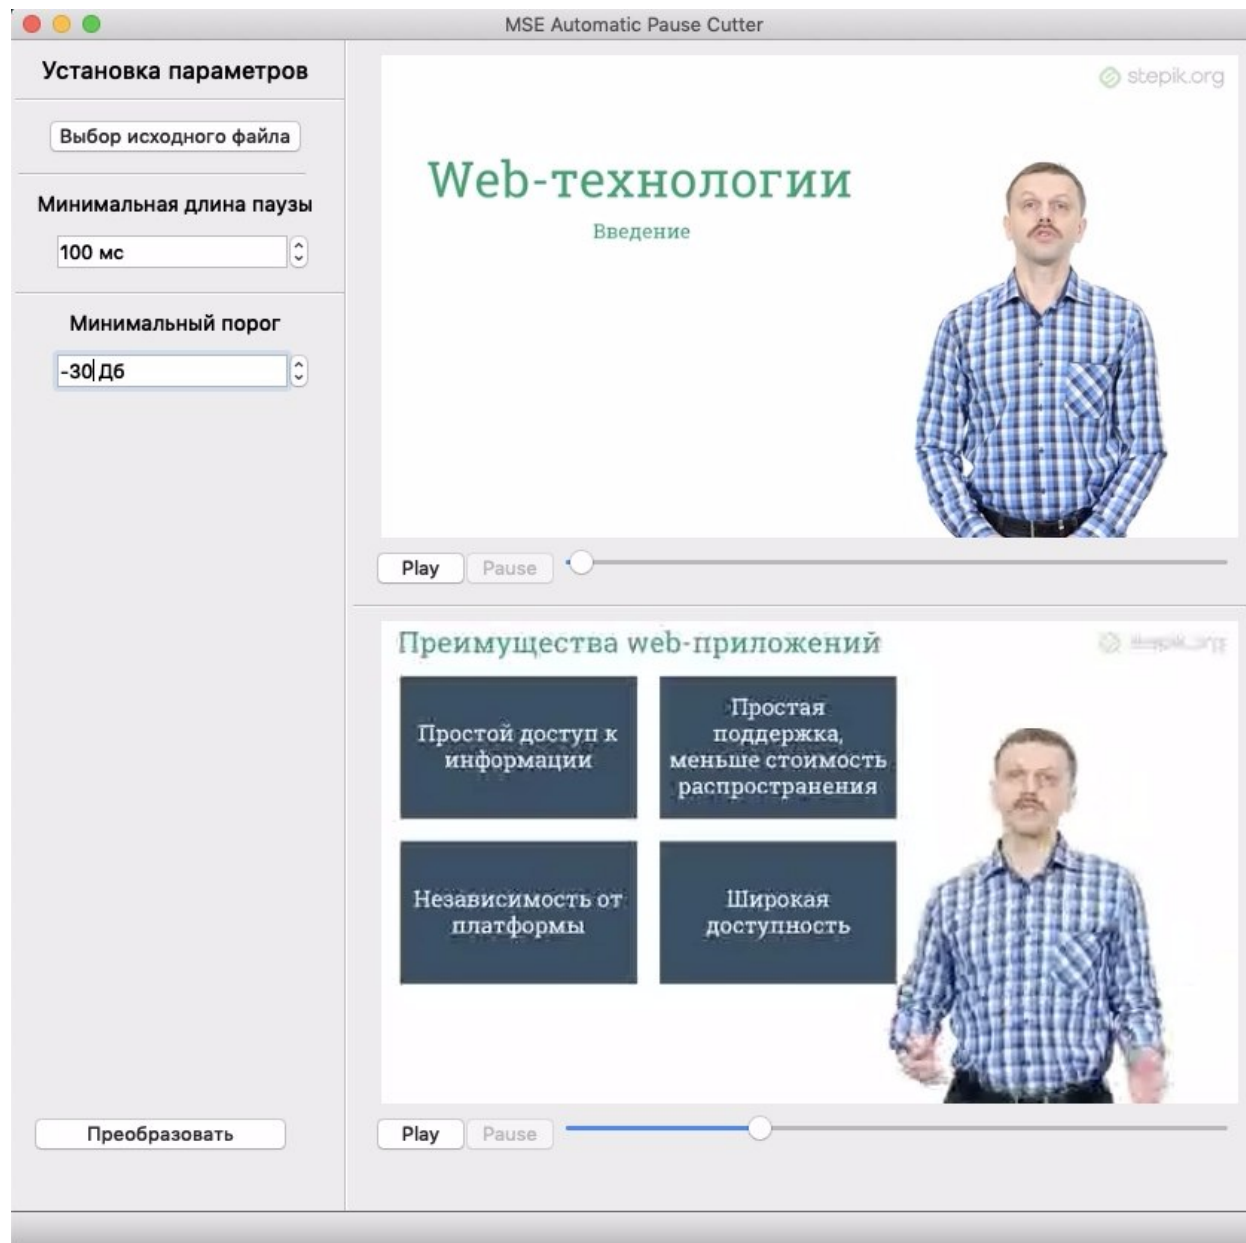 MSE Automatic Pause Cutter
Установка параметров
Выбор исходного файла
Минимальная длина паузы
100 мс
Минимальный порог
-30 Дб
Преобразовать
stepik.org
Web-технологии
Введение
Play
Pause
Преимущества web-приложений
stepik.org
Простой доступ к
информации
Простая
поддержка,
меньше стоимость
распространения
Независимость от
платформы
Широкая
доступность
Play
Pause